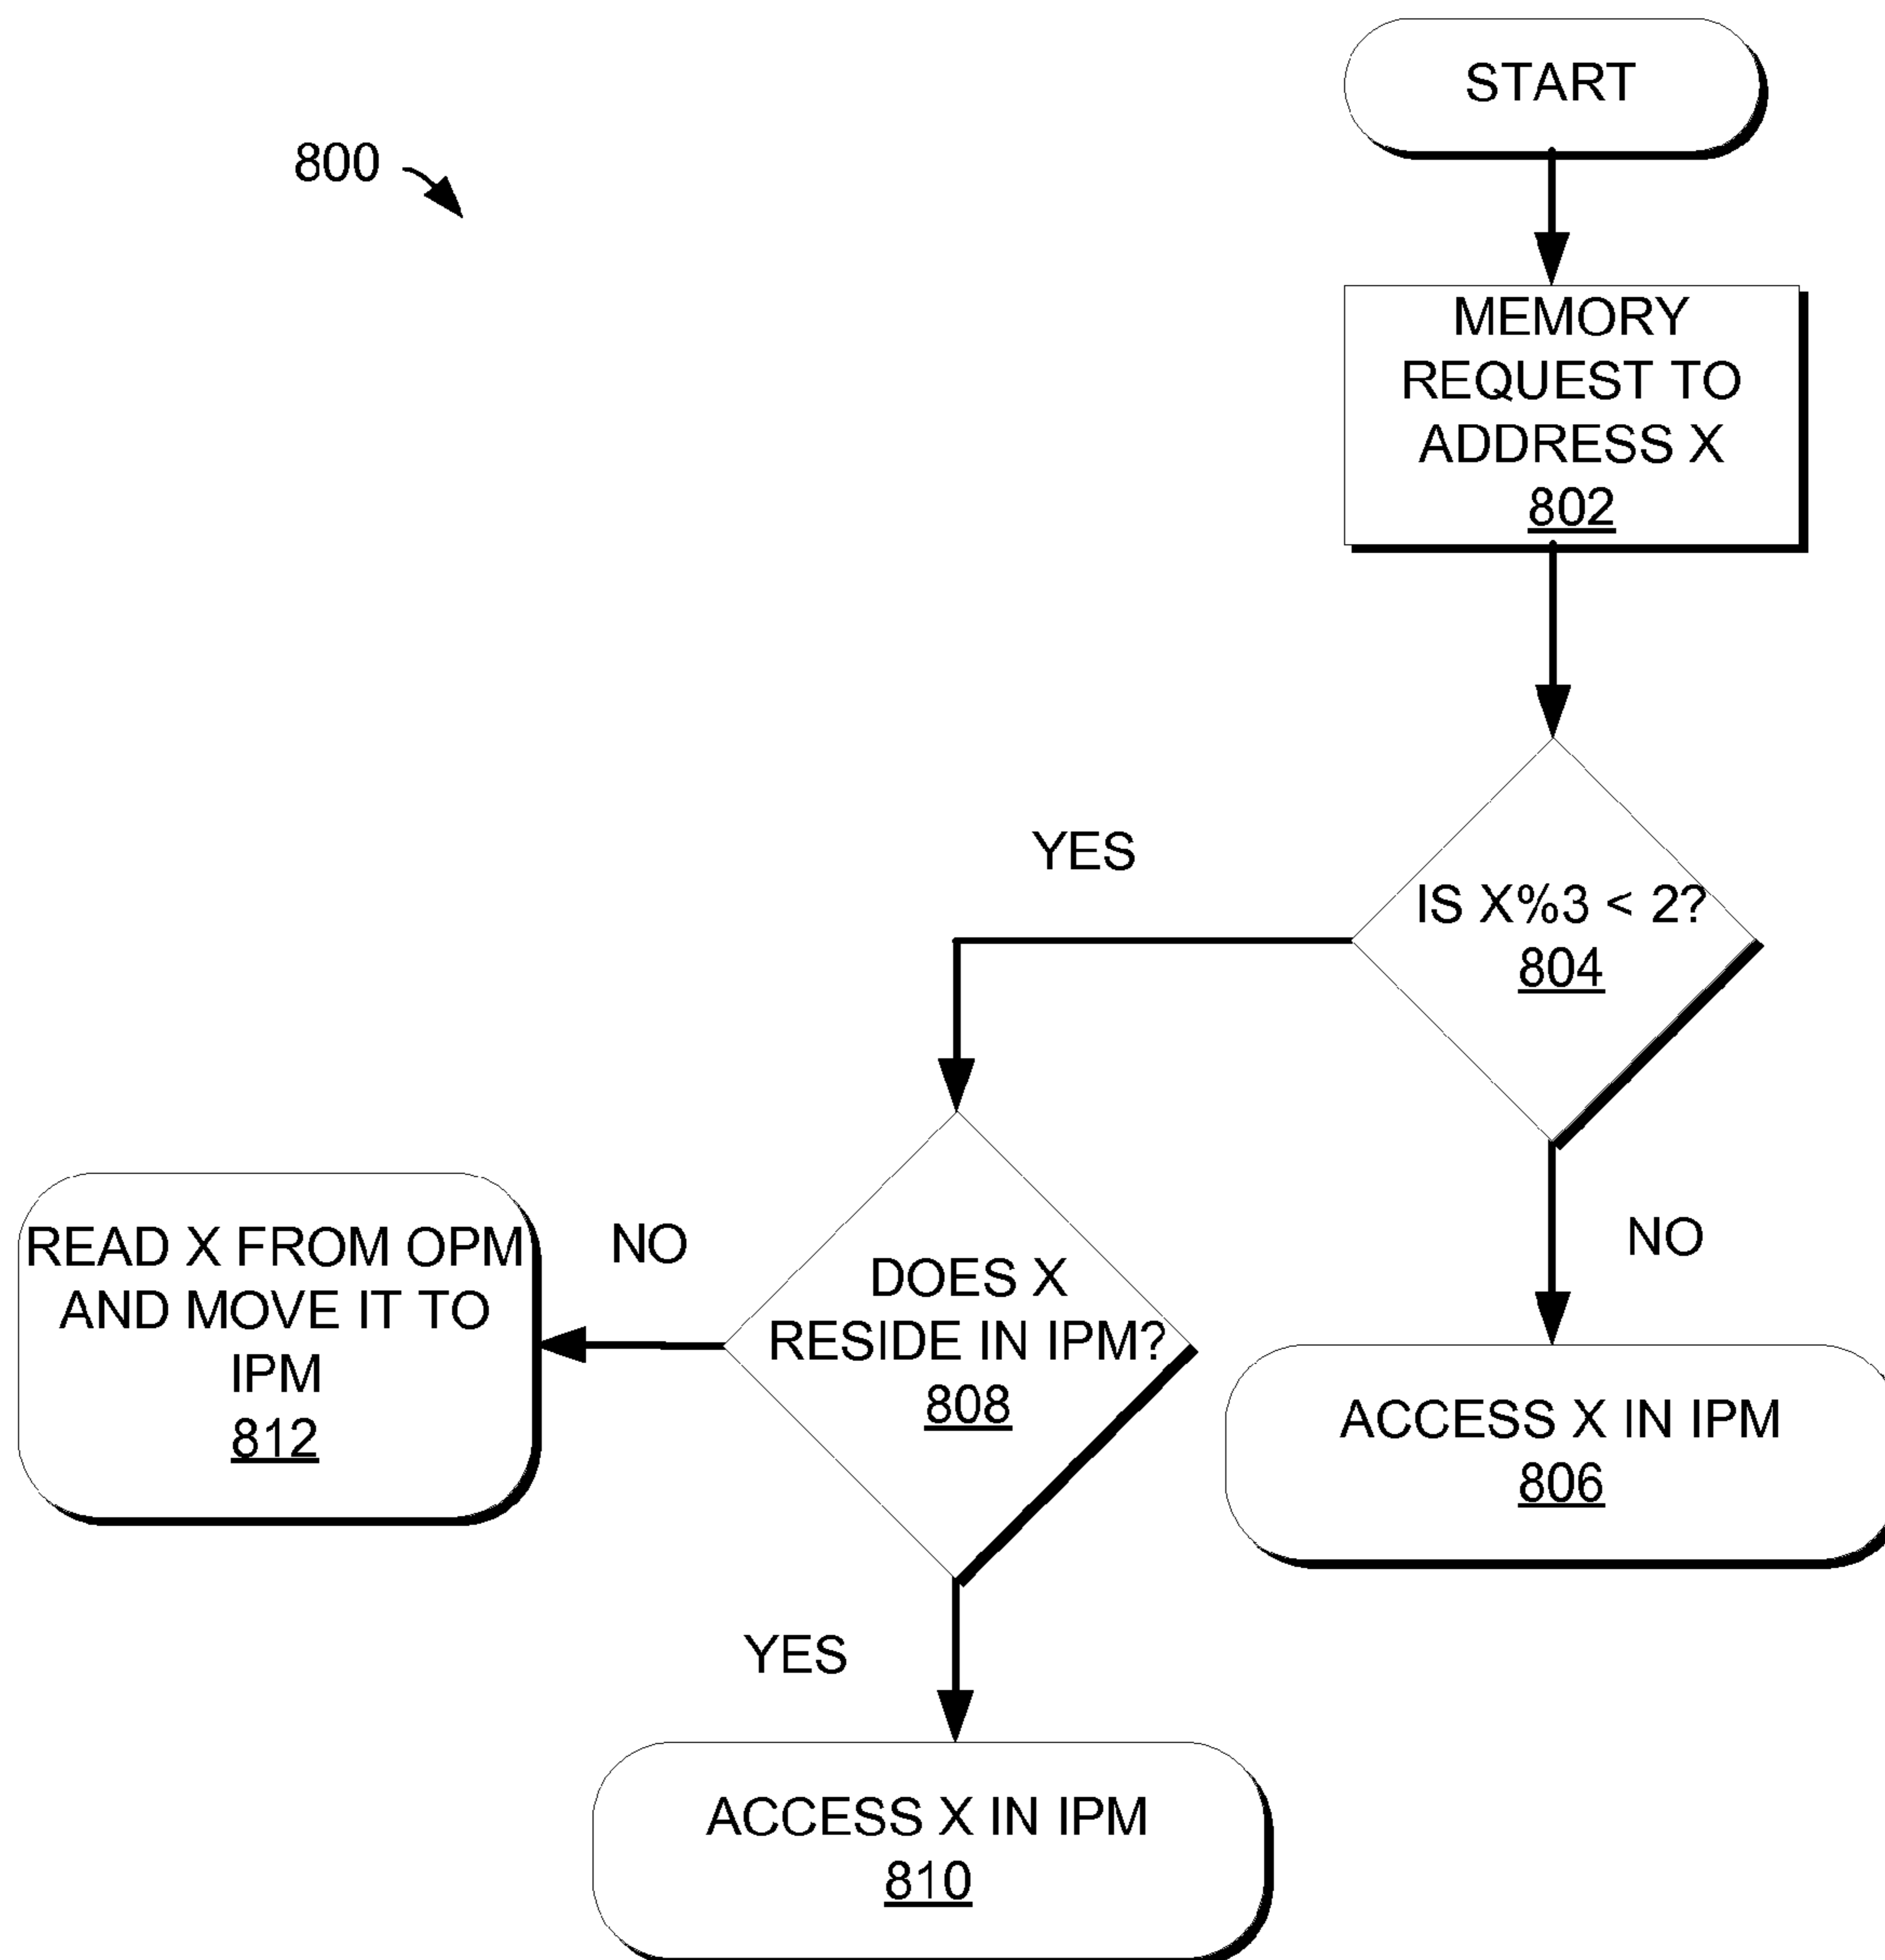 START
800
MEMORY
REQUEST TO
ADDRESS X
802
YES
IS X%3 < 2?
804
NO
DOES X
RESIDE IN IPM?
808
NO
READ X FROM OPM
AND MOVE IT TO
IPM
812
ACCESS X IN IPM
806
YES
ACCESS X IN IPM
810